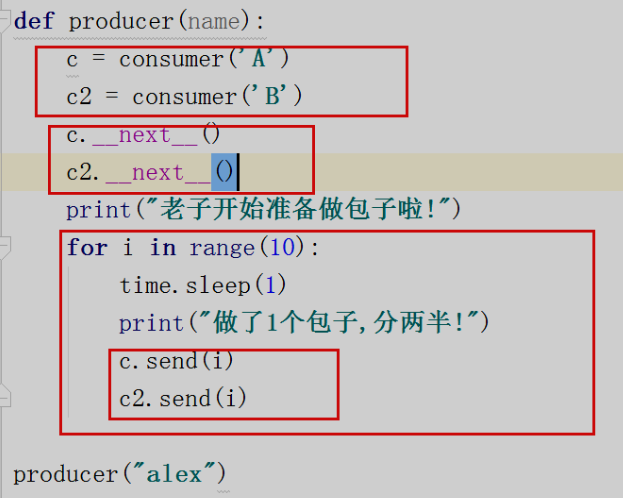 def producer(name):
    c = consumer('A')
    c2 = consumer('B')
    c.__next__()
    c2.__next__()
    print("老子开始准备做包子啦!")
    for i in range(10):
        time.sleep(1)
        print("做了1个包子,分两半!")
        c.send(i)
        c2.send(i)
producer("alex")